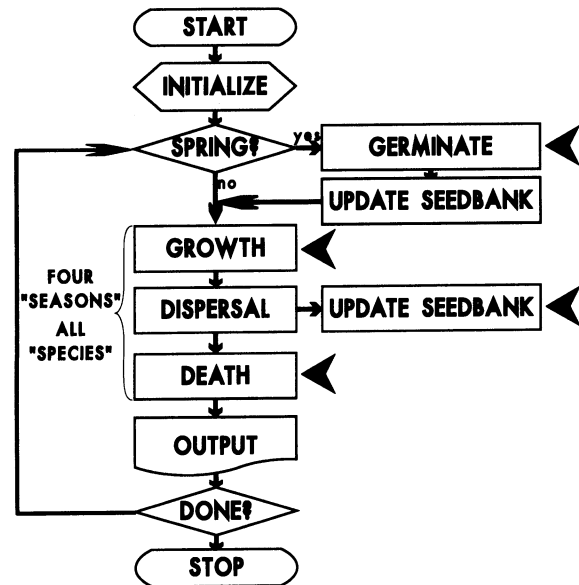 START
INITIALIZE
SPRING?
yes
GERMINATE
no
UPDATE SEEDBANK
GROWTH
FOUR
"SEASONS"
ALL
"SPECIES"
DISPERSAL
UPDATE SEEDBANK
DEATH
OUTPUT
DONE?
STOP